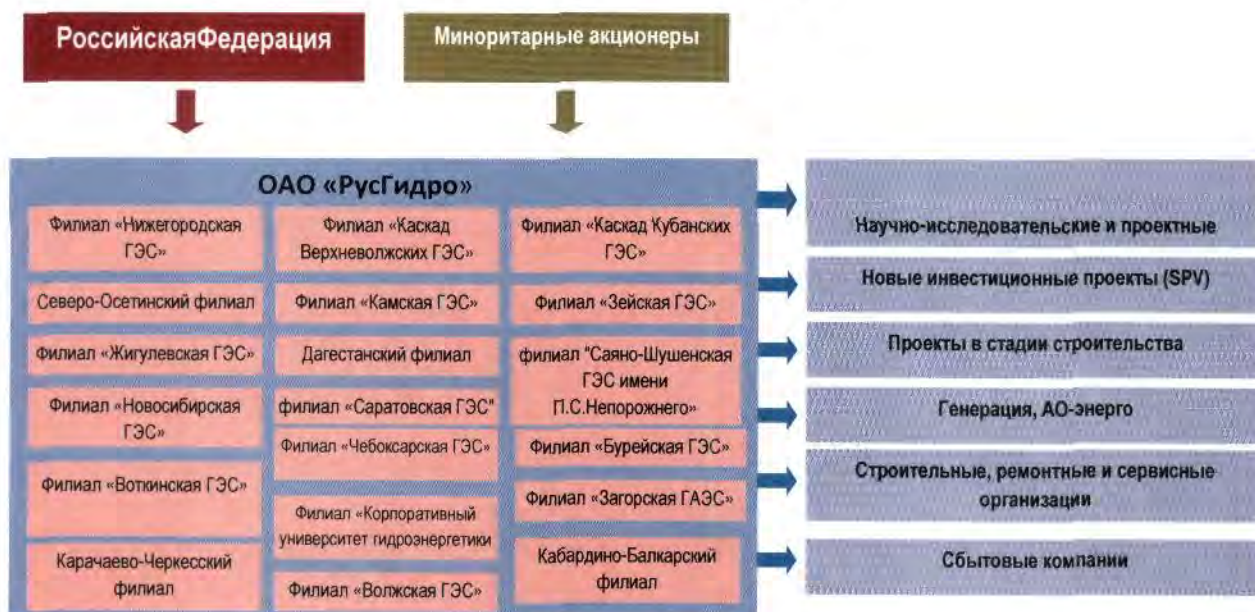 РоссийскаяФедерация
Миноритарные акционеры
ОАО «РусГидро»
Филиал «Нижегородская
ГЭС»
Северо-Осетинский филиал
Филиал «Жигулевская ГЭС»
Филиал «Новосибирская
ГЭС»
Филиал «Воткинская ГЭС»
Карачаево-Черкесский
филиал
Филиал «Каскад
Верхневолжских ГЭС»
Филиал «Камская ГЭС»
Дагестанский филиал
филиал «Саратовская ГЭС"
Филиал «Чебоксарская ГЭС»
Филиал «Корпоративный
университет гидроэнергетики
Филиал «Волжская ГЭС»
Филиал «Каскад Кубанских
ГЭС»
Филиал «Зейская ГЭС»
филиал "Саяно-Шушенская
ГЭС имени
П.С.Непорожнего»
Филиал «Бурейская ГЭС»
Филиал «Загорская ГАЭС»
Кабардино-Балкарский
филиал
Научно-исследовательские и проектные
Новые инвестиционные проекты (SPV)
Проекты в стадии строительства
Генерация, АО-энерго
Строительные, ремонтные и сервисные
организации
Сбытовые компании